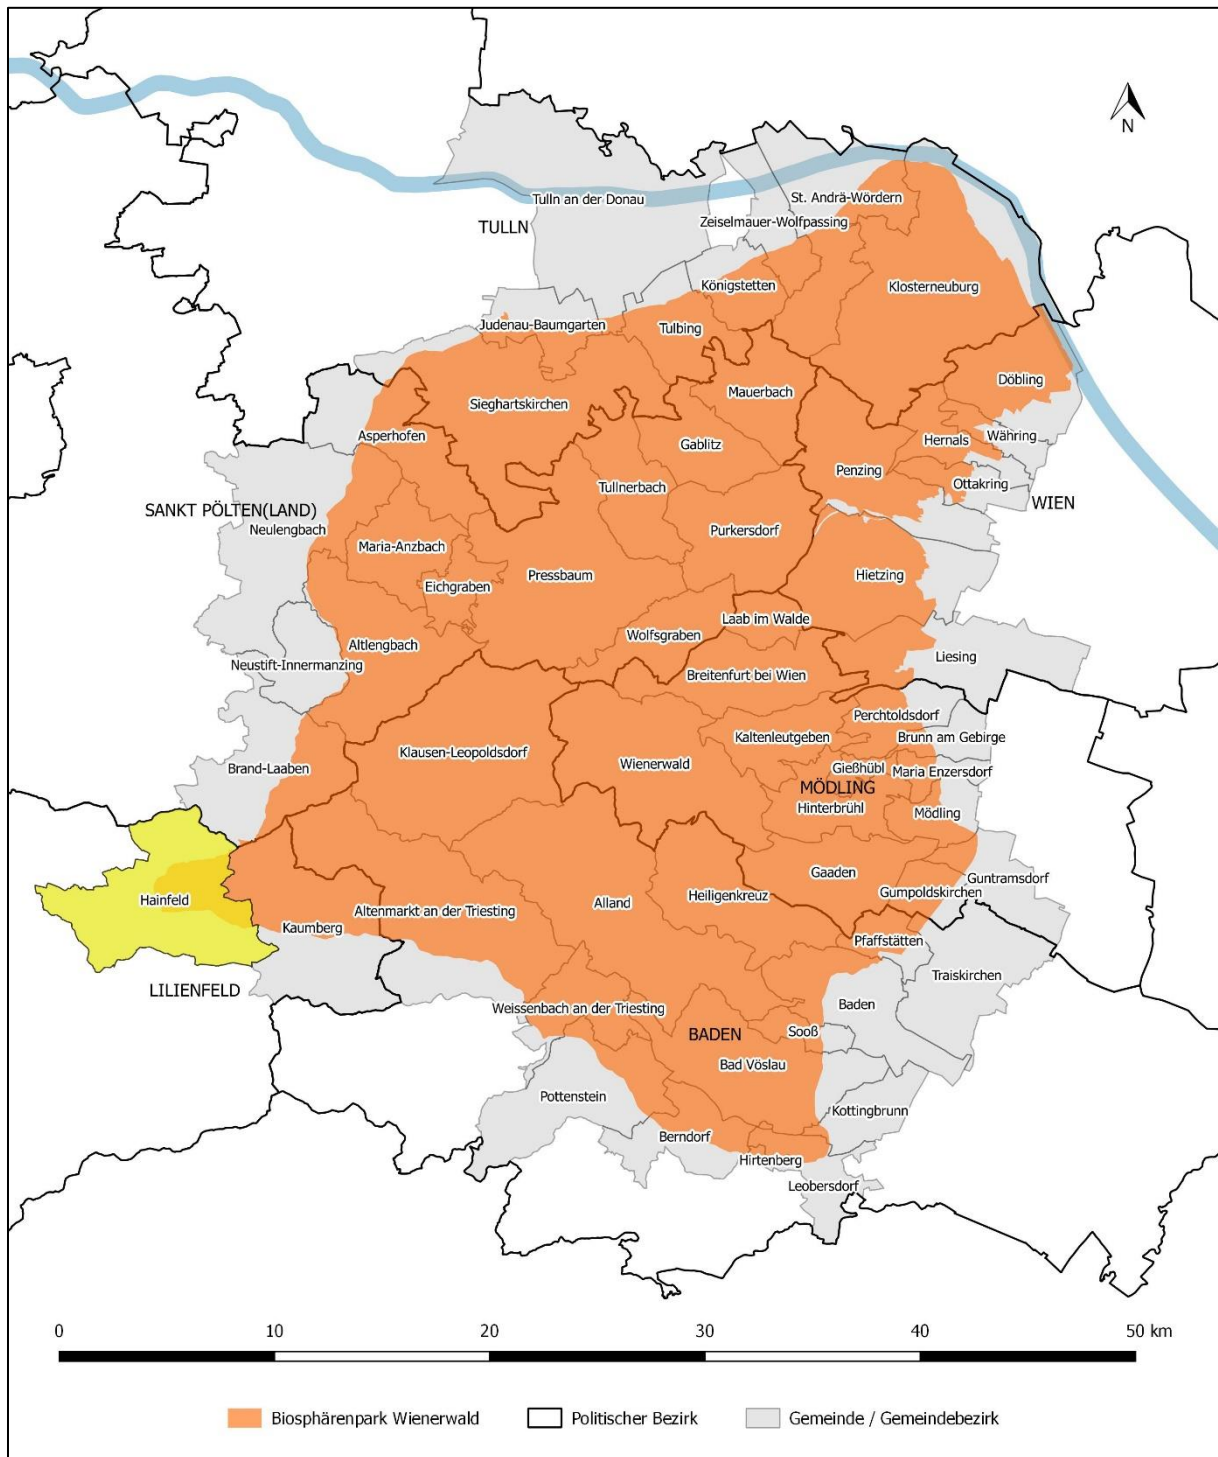 N
Tulln an der Donau
St. Andrä-Wördern
TULLN
Zeiselmauer-Wolfpassing
Königstetten
Klosterneuburg
Judenau-Baumgarten
Tulbing
Döbling
Mauerbach
Sieghartskirchen
Asperhofen
Gablitz
Hernals
Währing
Penzing
Tullnerbach
Ottakring
SANKT PÖLTEN(LAND)
WIEN
Neulengbach
Purkersdorf
Maria-Anzbach
Pressbaum
Hietzing
Eichgraben
Laab im Walde
Wolfsgraben
Altlengbach
Liesing
Neustift-Innermanzing
Breitenfurt bei Wien
Perchtoldsdorf
Kaltenleutgeben
Brunn am Gebirge
Klausen-Leopoldsdorf
Wienerwald
Brand-Laaben
Gießhübl
Maria Enzersdorf
MÖDLING
Hinterbrühl
Mödling
Gaaden
Guntramsdorf
Gumpoldskirchen
Heiligenkreuz
Hainfeld
Alland
Altenmarkt an der Triesting
Kaumberg
Pfaffstätten
Traiskirchen
LILIENFELD
Baden
Weissenbach an der Triesting
BADEN
Sooß
Bad Vöslau
Pottenstein
Kottingbrunn
Berndorf
Hirtenberg
Leobersdorf
0 10 20 30 40 50 km
Biosphärenpark Wienerwald Politischer Bezirk Gemeinde / Gemeindebezirk